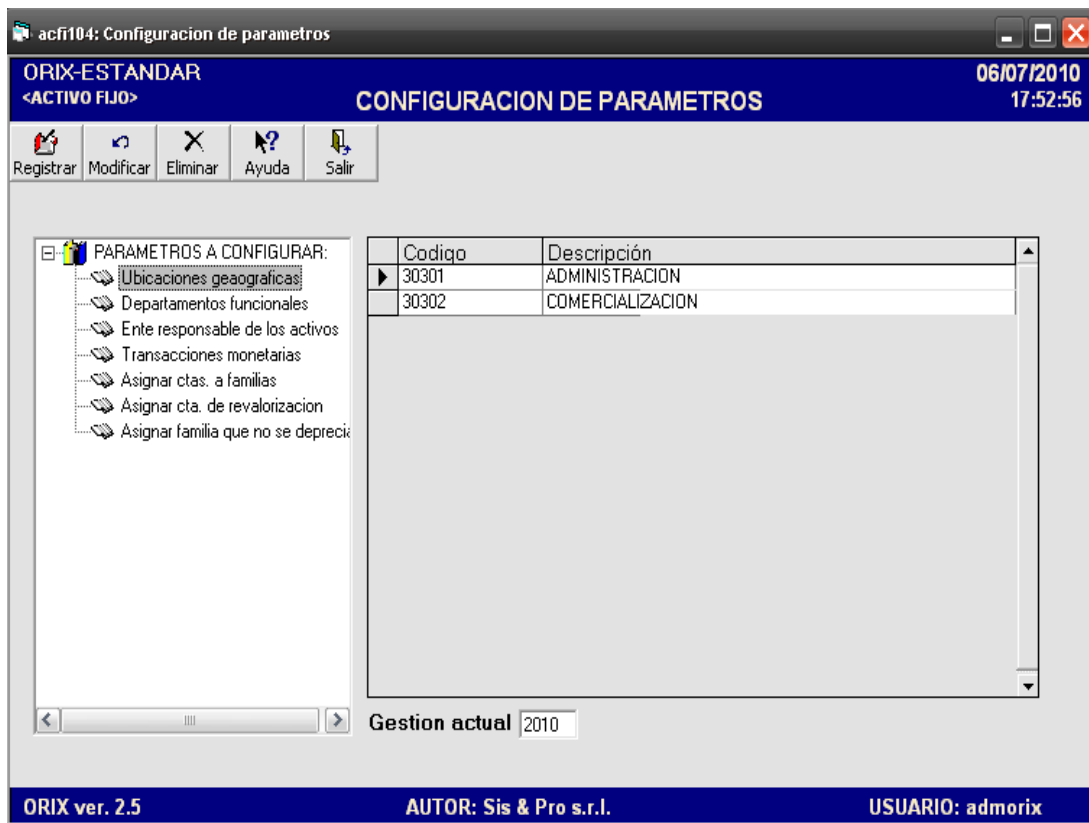 acfi104: Configuracion de parametros
ORIX-ESTANDAR
06/07/2010
<ACTIVO FIJO>
CONFIGURACION DE PARAMETROS
17:52:56
Registrar Modificar Eliminar Ayuda Salir
PARAMETROS A CONFIGURAR:
Ubicaciones geaograficas
Departamentos funcionales
Ente responsable de los activos
Transacciones monetarias
Asignar ctas. a familias
Asignar cta. de revalorizacion
Asignar familia que no se deprecia
Codigo Descripción
30301 ADMINISTRACION
30302 COMERCIALIZACION
Gestion actual 2010
ORIX ver. 2.5 AUTOR: Sis & Pro s.r.l. USUARIO: admorix